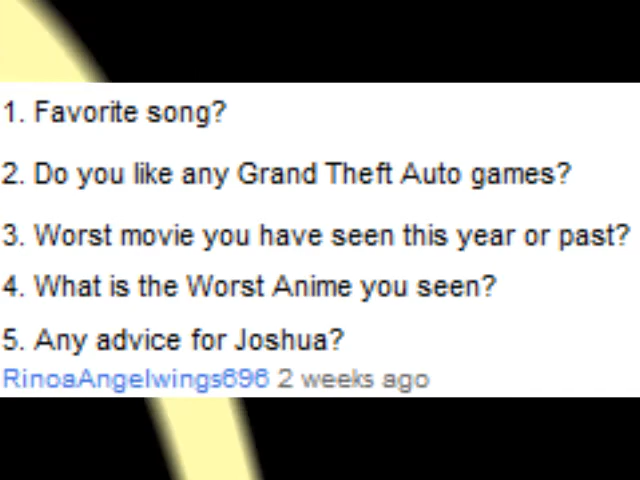 1. Favorite song?
2. Do you like any Grand Theft Auto games?
3. Worst movie you have seen this year or past?
4. What is the Worst Anime you seen?
5. Any advice for Joshua?
RinoaAngelwings696 2 weeks ago